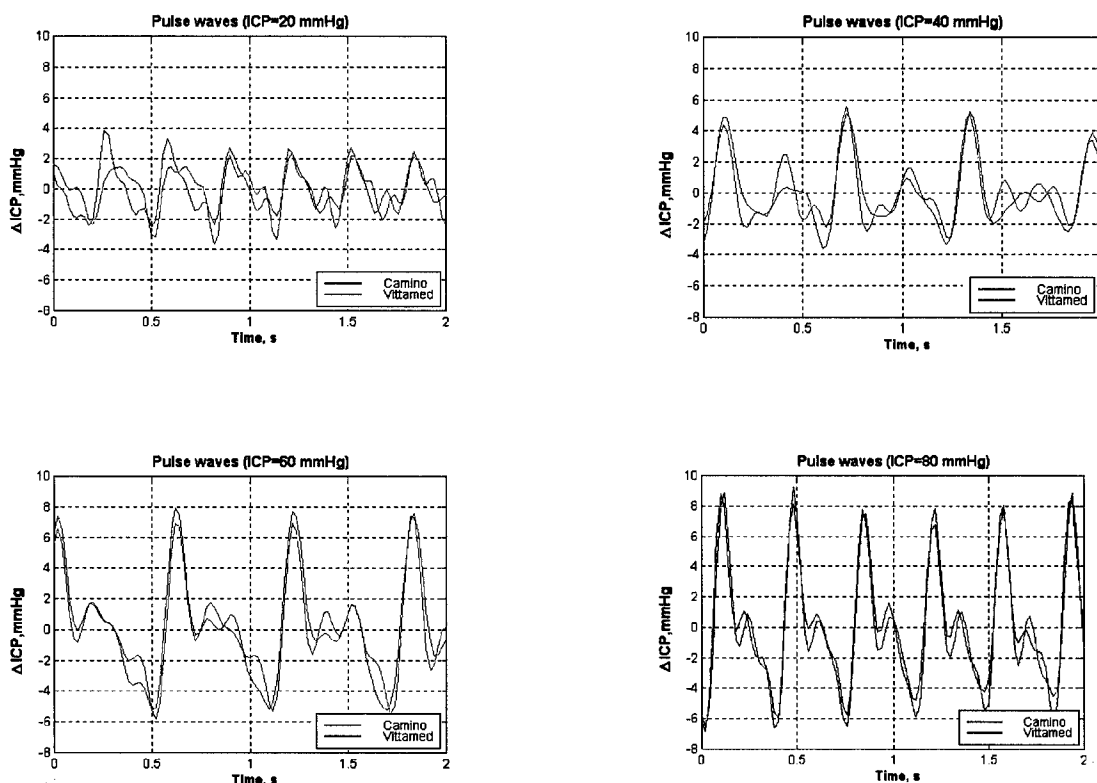 Pulse waves (ICP=20 mmHg)
10
8
6
4
2
0
-2
-4
-6
-8
ΔICP,mmHg
Camino
Vittamed
0 0.5 1 1.5 2
Time, s
Pulse waves (ICP=40 mmHg)
10
8
6
4
2
0
-2
-4
-6
-8
ΔICP,mmHg
Camino
Vittamed
0 0.5 1 1.5 2
Time, s
Pulse waves (ICP=60 mmHg)
10
8
6
4
2
0
-2
-4
-6
-8
ΔICP,mmHg
Camino
Vittamed
0 0.5 1 1.5 2
Time, s
Pulse waves (ICP=80 mmHg)
10
8
6
4
2
0
-2
-4
-6
-8
ΔICP,mmHg
Camino
Vittamed
0 0.5 1 1.5 2
Time, s